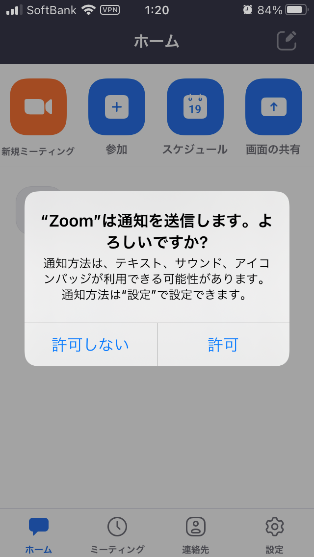 SoftBank VPN 1:20 84%
ホーム
新規ミーティング 参加 スケジュール 画面の共有
19
“Zoom”は通知を送信します。よ
ろしいですか?
通知方法は、テキスト、サウンド、アイコ
ンバッジが利用できる可能性があります。
通知方法は“設定”で設定できます。
許可しない 許可
ホーム ミーティング 連絡先 設定